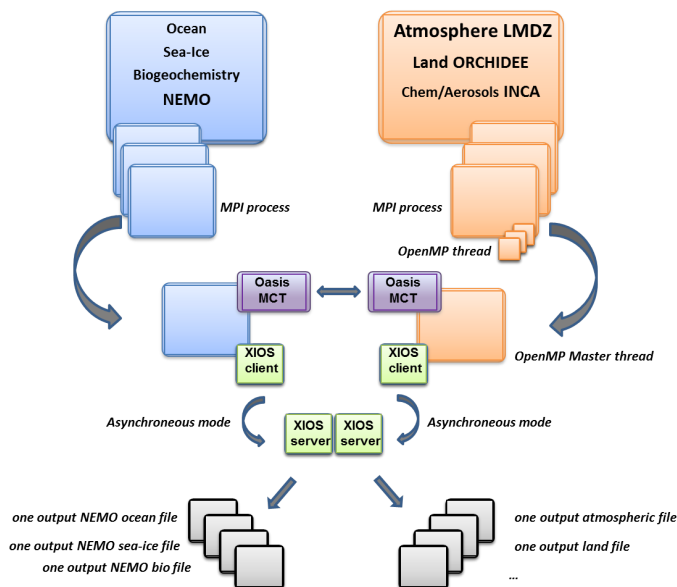 Ocean
Sea-Ice
Biogeochemistry
NEMO
Atmosphere LMDZ
Land ORCHIDEE
Chem/Aerosols INCA
MPI process
MPI process
OpenMP thread
Oasis
MCT
Oasis
MCT
XIOS
client
XIOS
client
OpenMP Master thread
Asynchroneous mode
XIOS
server
XIOS
server
Asynchroneous mode
one output NEMO ocean file
one output NEMO sea-ice file
one output NEMO bio file
one output atmospheric file
one output land file
...